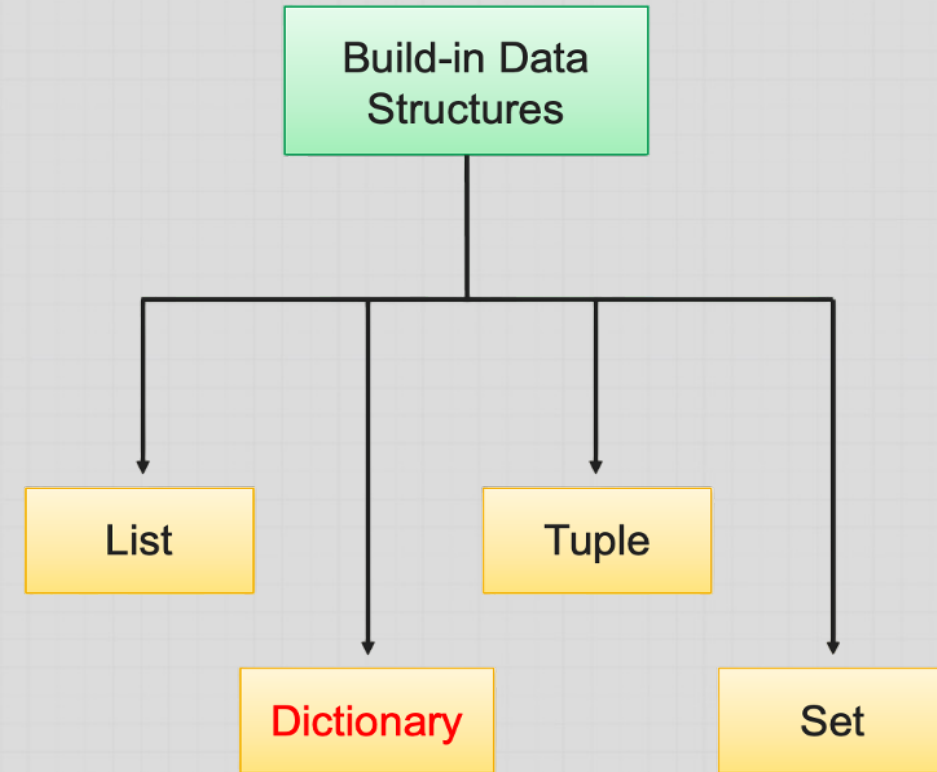 Build-in Data
Structures
List
Tuple
Dictionary
Set